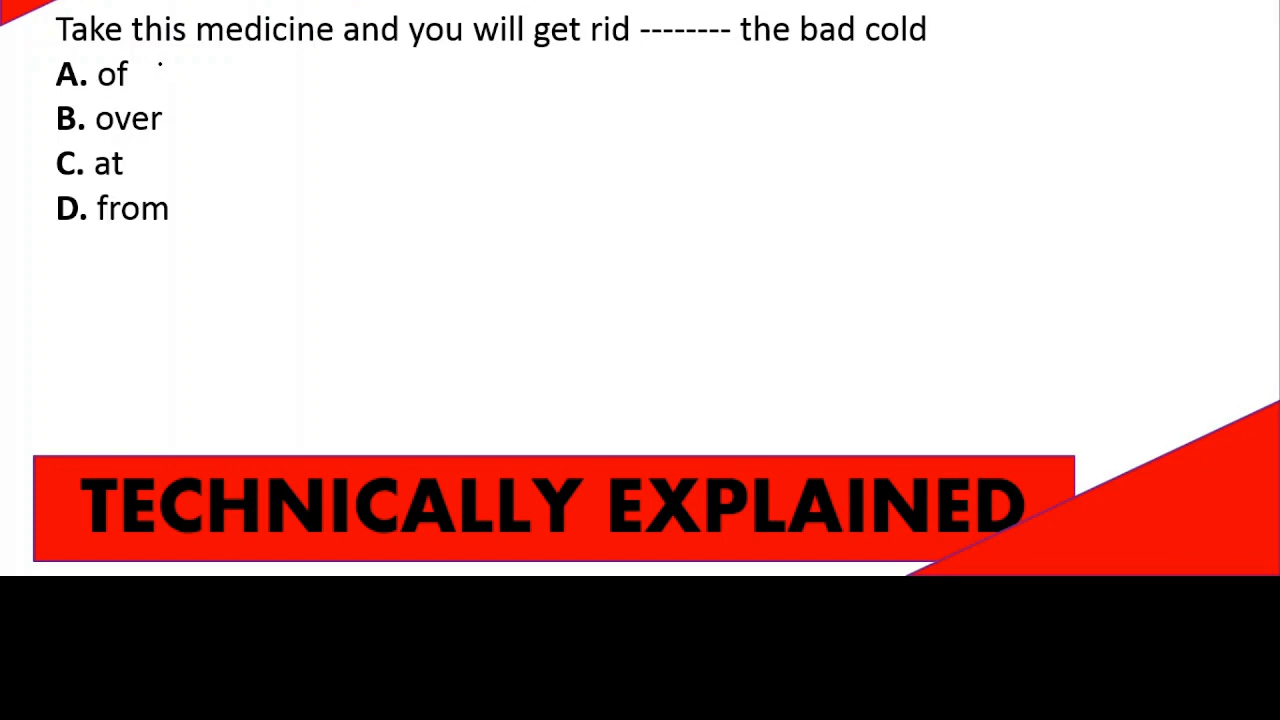 Take this medicine and you will get rid -------- the bad cold
A. of
B. over
C. at
D. from
TECHNICALLY EXPLAINED